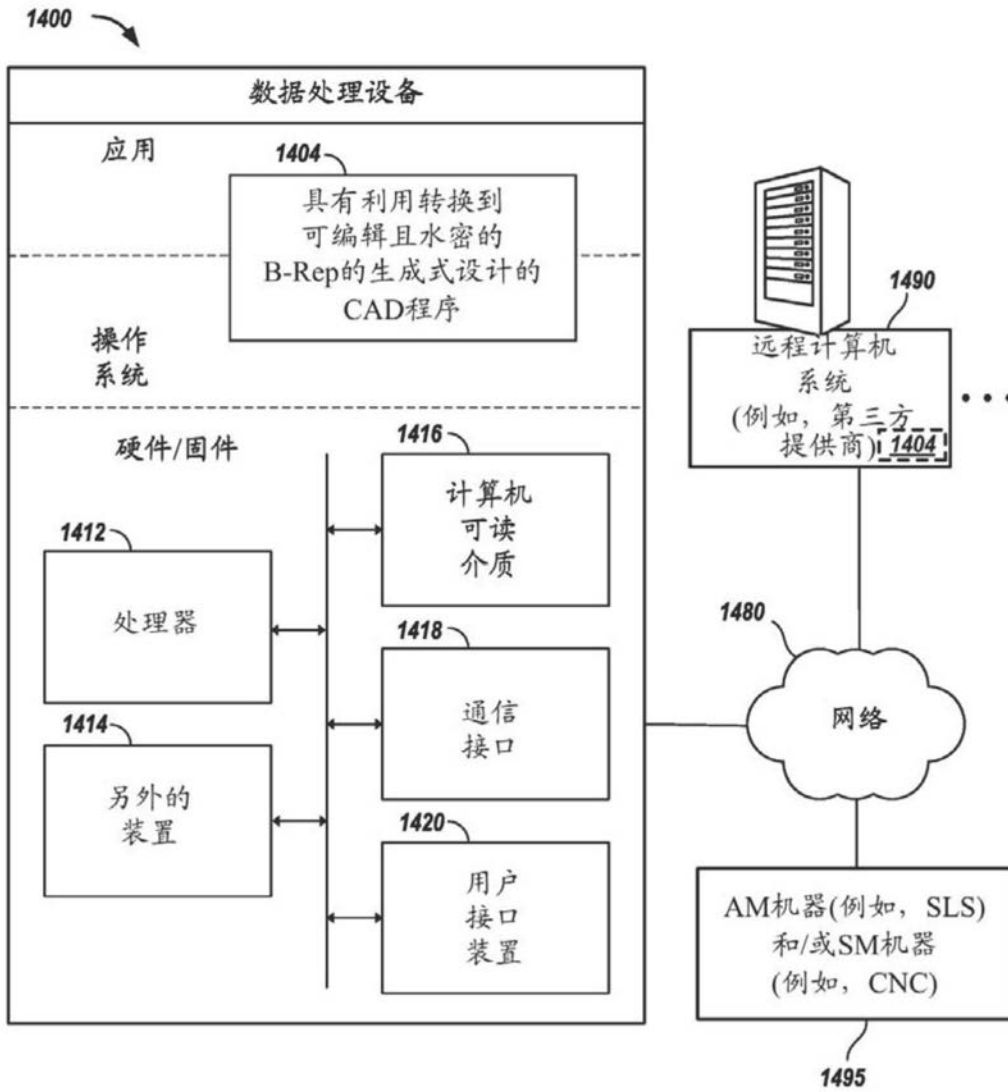 1400
数据处理设备
应用
1404
具有利用转换到
可编辑且水密的
B-Rep的生成式设计的
CAD程序
操作
系统
硬件/固件
1416
计算机
可读
介质
1412
处理器
1418
通信
接口
1414
另外的
装置
1420
用户
接口
装置
1490
远程计算机
系统
(例如，第三方
提供商) 1404
1480
网络
AM机器(例如，SLS)
和/或SM机器
(例如，CNC)
1495